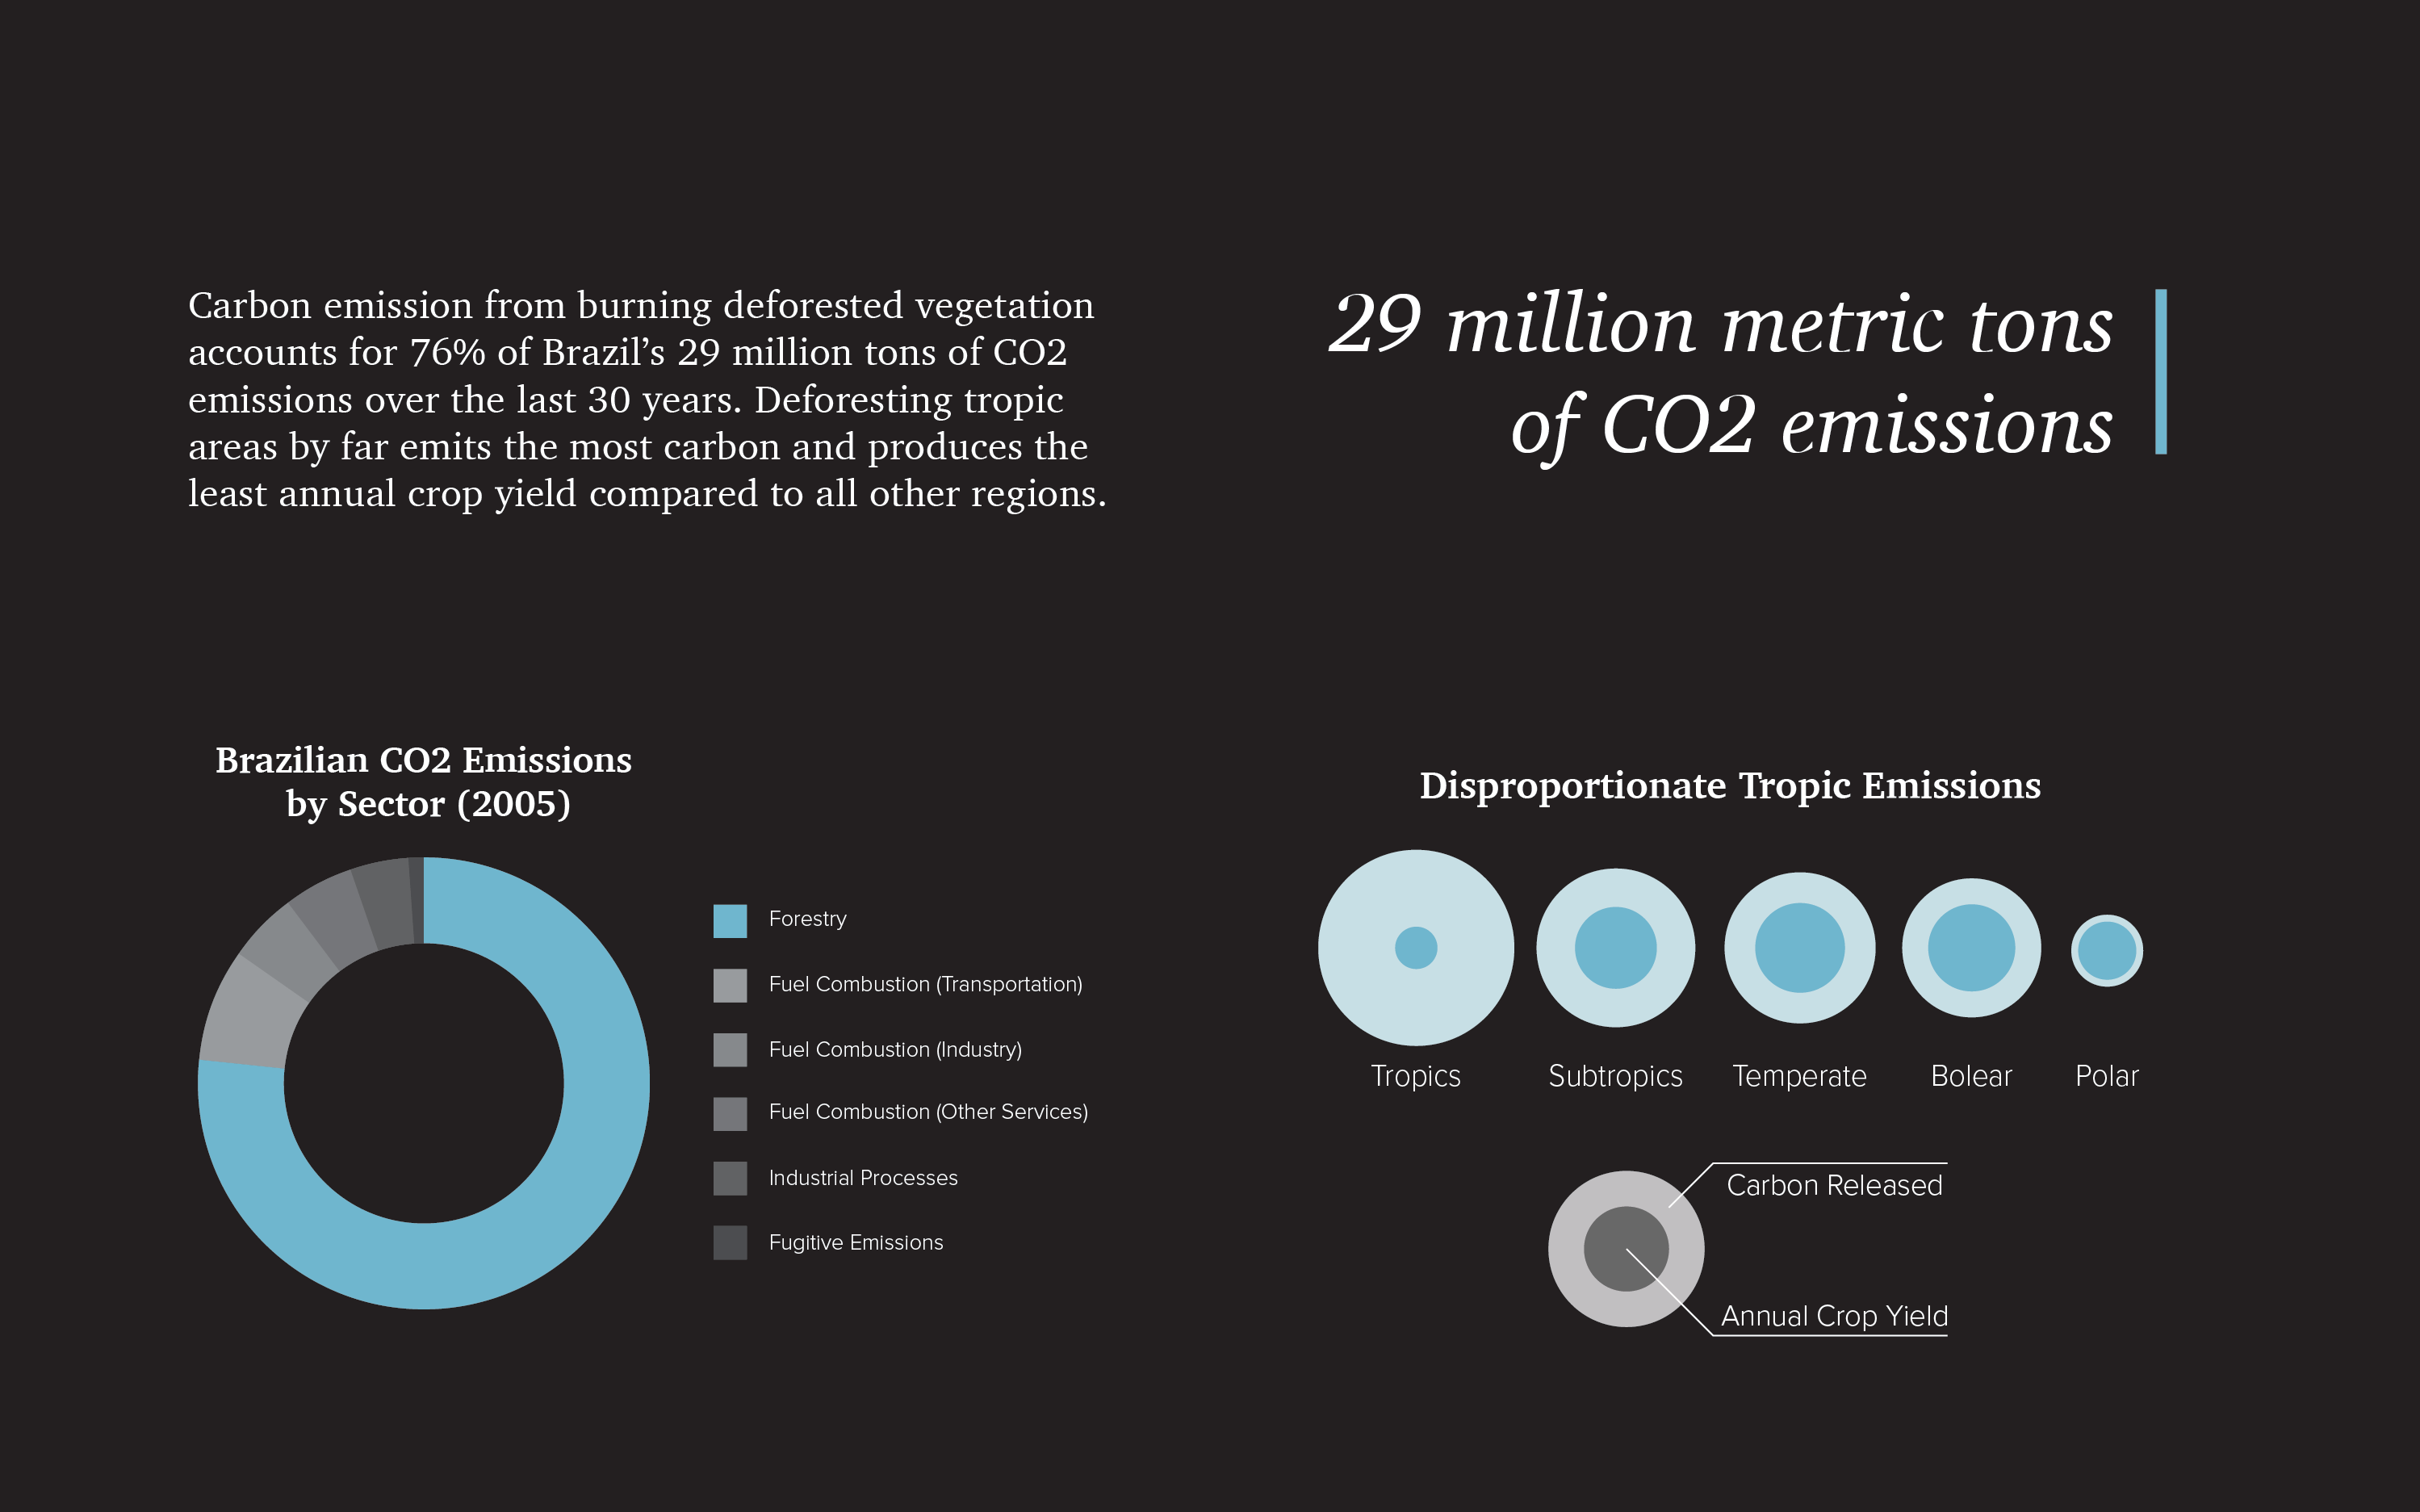 Carbon emission from burning deforested vegetation
accounts for 76% of Brazil’s 29 million tons of CO2
emissions over the last 30 years. Deforesting tropic
areas by far emits the most carbon and produces the
least annual crop yield compared to all other regions.
29 million metric tons
of CO2 emissions
Brazilian CO2 Emissions
by Sector (2005)
Forestry
Fuel Combustion (Transportation)
Fuel Combustion (Industry)
Fuel Combustion (Other Services)
Industrial Processes
Fugitive Emissions
Disproportionate Tropic Emissions
Tropics
Subtropics
Temperate
Bolear
Polar
Carbon Released
Annual Crop Yield